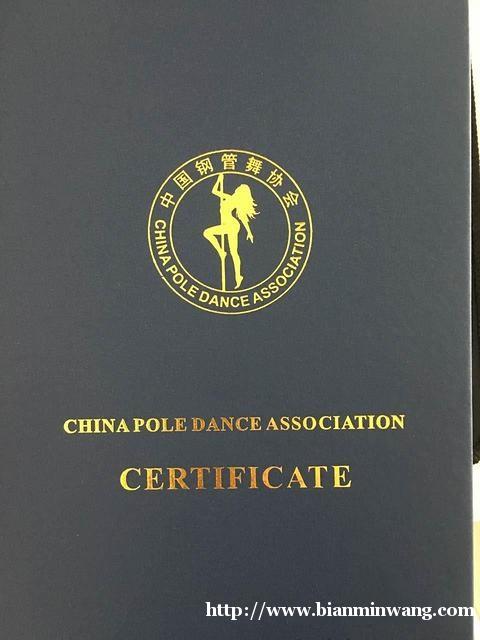 中国钢管舞协会
CHINA POLE DANCE ASSOCIATION
CHINA POLE DANCE ASSOCIATION
CERTIFICATE
http://www.bianminwang.com